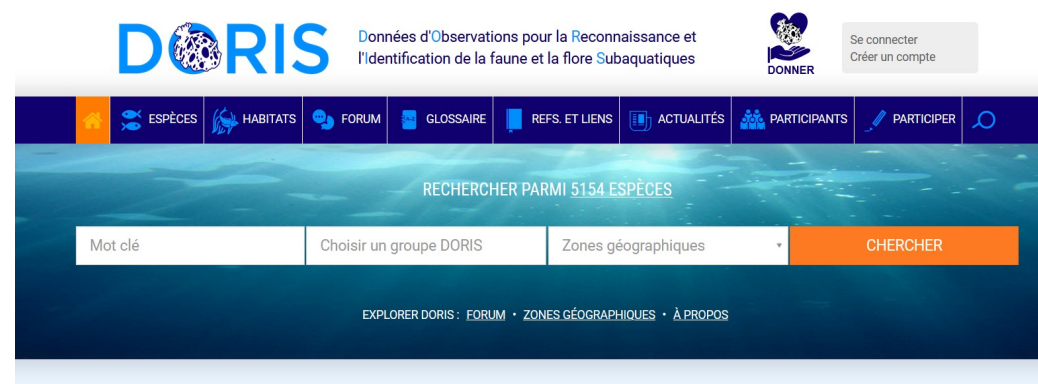 DORIS
Données d'Observations pour la Reconnaissance et
l'Identification de la faune et la flore Subaquatiques
DONNER
Se connecter
Créer un compte
ESPÈCES
HABITATS
FORUM
A-Z
GLOSSAIRE
REFS. ET LIENS
ACTUALITÉS
PARTICIPANTS
PARTICIPER
RECHERCHER PARMI 5154 ESPÈCES
Mot clé
Choisir un groupe DORIS
Zones géographiques
CHERCHER
EXPLORER DORIS : FORUM • ZONES GÉOGRAPHIQUES • À PROPOS